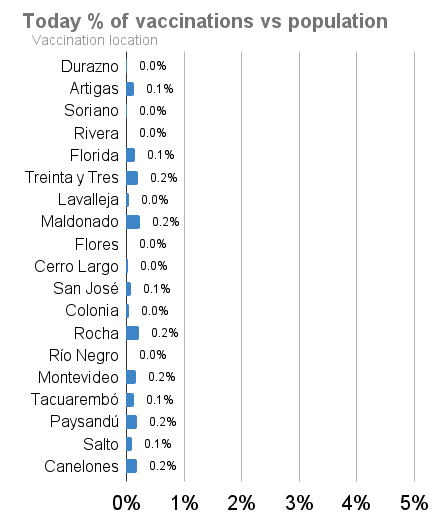 Today % of vaccinations vs population
Vaccination location
Durazno 0.0%
Artigas 0.1%
Soriano 0.0%
Rivera 0.0%
Florida 0.1%
Treinta y Tres 0.2%
Lavalleja 0.0%
Maldonado 0.2%
Flores 0.0%
Cerro Largo 0.0%
San José 0.1%
Colonia 0.0%
Rocha 0.2%
Río Negro 0.0%
Montevideo 0.2%
Tacuarembó 0.1%
Paysandú 0.2%
Salto 0.1%
Canelones 0.2%
0% 1% 2% 3% 4% 5%